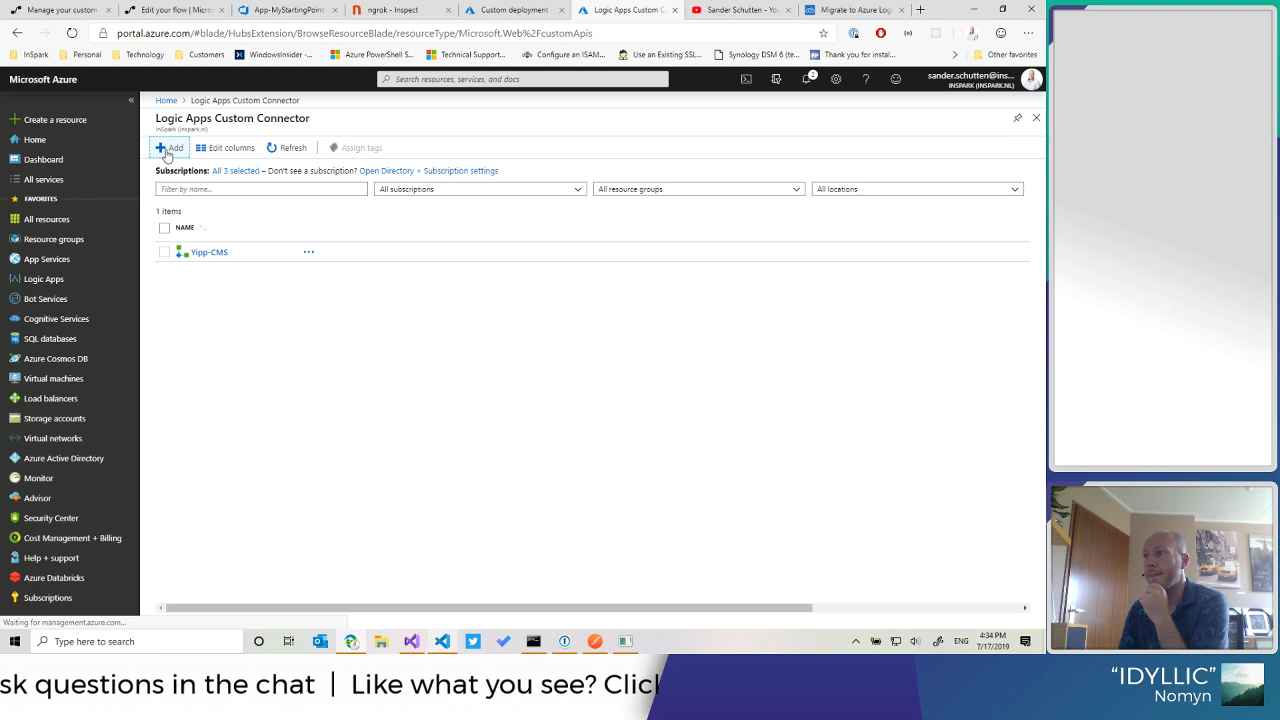 Manage your custom
Edit your flow | Micr
App-MyStartingPoint
ngrok - Inspect
Custom deployment -
Logic Apps Custom C
Sander Schutten - You
Migrate to Azure Logi
portal.azure.com/#blade/HubsExtension/BrowseResourceBlade/resourceType/Microsoft.Web%2FcustomApis
InSpark
Personal
Technology
Customers
WindowsInsider -
Azure PowerShell S...
Technical Support...
Configure an ISAM...
Use an Existing SSL...
Synology DSM 6 (te...
Thank you for instal...
Other favorites
Microsoft Azure
Search resources, services, and docs
2
sander.schutten@ins...
INSPARK (INSPARK.NL)
Create a resource
Home
Dashboard
All services
FAVORITES
All resources
Resource groups
App Services
Logic Apps
Bot Services
Cognitive Services
SQL databases
Azure Cosmos DB
Virtual machines
Load balancers
Storage accounts
Virtual networks
Azure Active Directory
Monitor
Advisor
Security Center
Cost Management + Billing
Help + support
Azure Databricks
Subscriptions
Home > Logic Apps Custom Connector
Logic Apps Custom Connector
InSpark (inspark.nl)
Add
Edit columns
Refresh
Assign tags
Subscriptions: All 3 selected – Don't see a subscription? Open Directory + Subscription settings
Filter by name...
All subscriptions
All resource groups
All locations
1 items
NAME
Yipp-CMS
Waiting for management.azure.com...
Type here to search
ENG
4:34 PM
7/17/2019
sk questions in the chat | Like what you see? Click
"IDYLLIC"
Nomyn